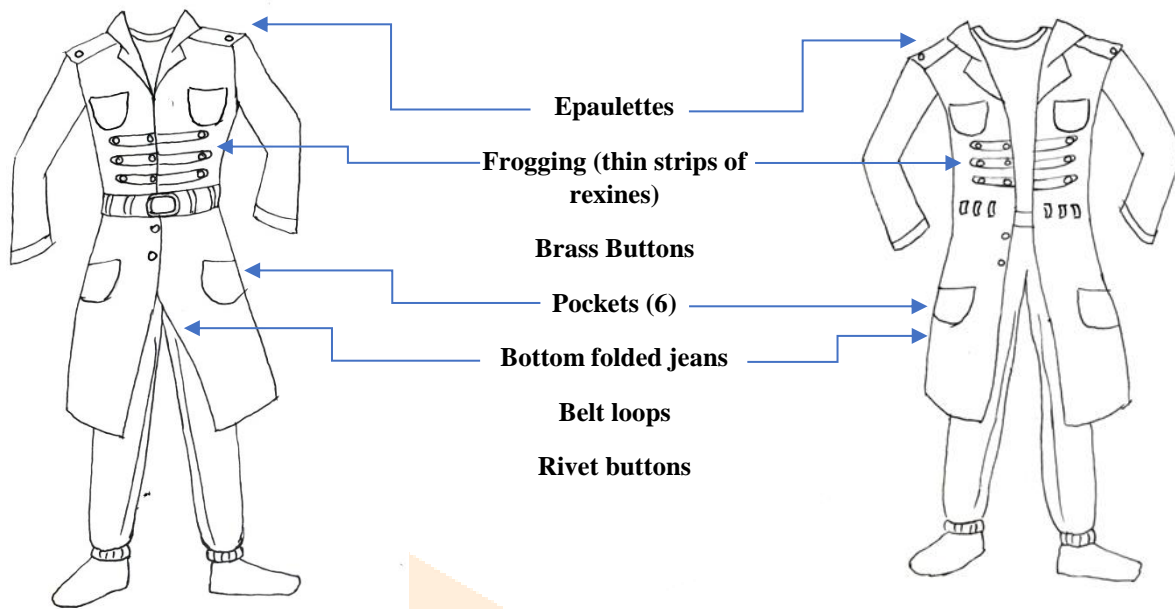 Epaulettes
Frogging (thin strips of
rexines)
Brass Buttons
Pockets (6)
Bottom folded jeans
Belt loops
Rivet buttons